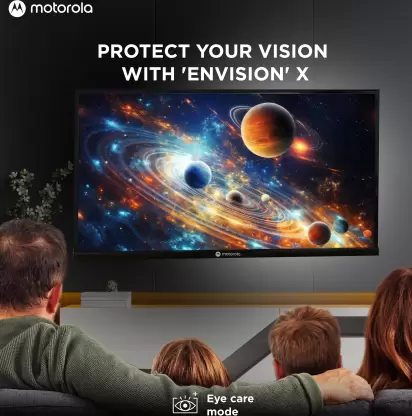 motorola
PROTECT YOUR VISION
WITH 'ENVISION' X
motorola
Eye care
mode